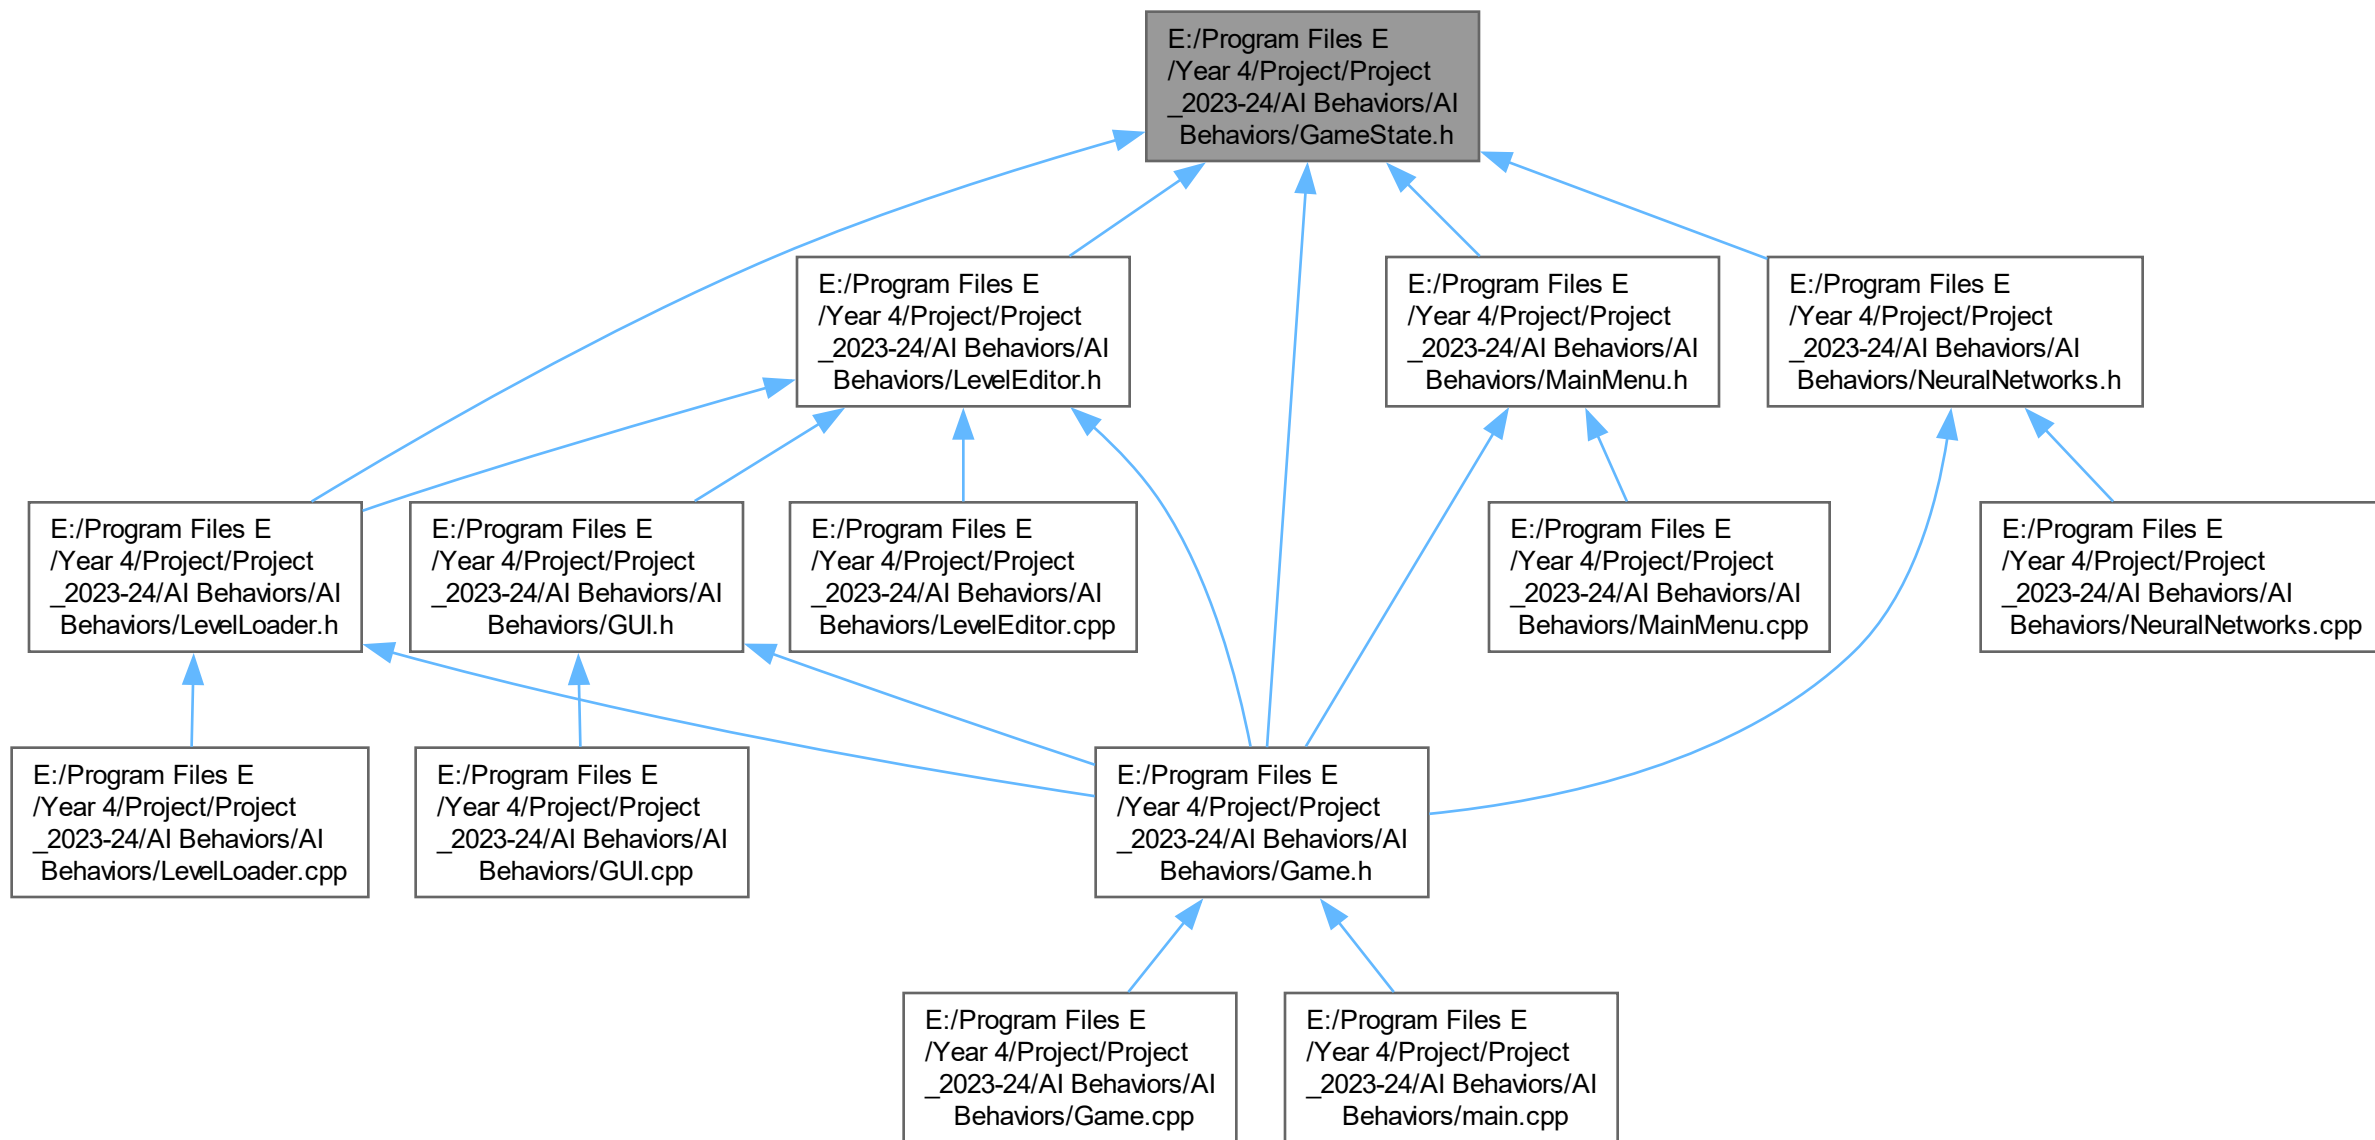 E:/Program Files E
/Year 4/Project/Project
_2023-24/AI Behaviors/AI
Behaviors/GameState.h
E:/Program Files E
/Year 4/Project/Project
_2023-24/AI Behaviors/AI
Behaviors/LevelEditor.h
E:/Program Files E
/Year 4/Project/Project
_2023-24/AI Behaviors/AI
Behaviors/MainMenu.h
E:/Program Files E
/Year 4/Project/Project
_2023-24/AI Behaviors/AI
Behaviors/NeuralNetworks.h
E:/Program Files E
/Year 4/Project/Project
_2023-24/AI Behaviors/AI
Behaviors/LevelLoader.h
E:/Program Files E
/Year 4/Project/Project
_2023-24/AI Behaviors/AI
Behaviors/GUI.h
E:/Program Files E
/Year 4/Project/Project
_2023-24/AI Behaviors/AI
Behaviors/LevelEditor.cpp
E:/Program Files E
/Year 4/Project/Project
_2023-24/AI Behaviors/AI
Behaviors/MainMenu.cpp
E:/Program Files E
/Year 4/Project/Project
_2023-24/AI Behaviors/AI
Behaviors/NeuralNetworks.cpp
E:/Program Files E
/Year 4/Project/Project
_2023-24/AI Behaviors/AI
Behaviors/LevelLoader.cpp
E:/Program Files E
/Year 4/Project/Project
_2023-24/AI Behaviors/AI
Behaviors/GUI.cpp
E:/Program Files E
/Year 4/Project/Project
_2023-24/AI Behaviors/AI
Behaviors/Game.h
E:/Program Files E
/Year 4/Project/Project
_2023-24/AI Behaviors/AI
Behaviors/Game.cpp
E:/Program Files E
/Year 4/Project/Project
_2023-24/AI Behaviors/AI
Behaviors/main.cpp